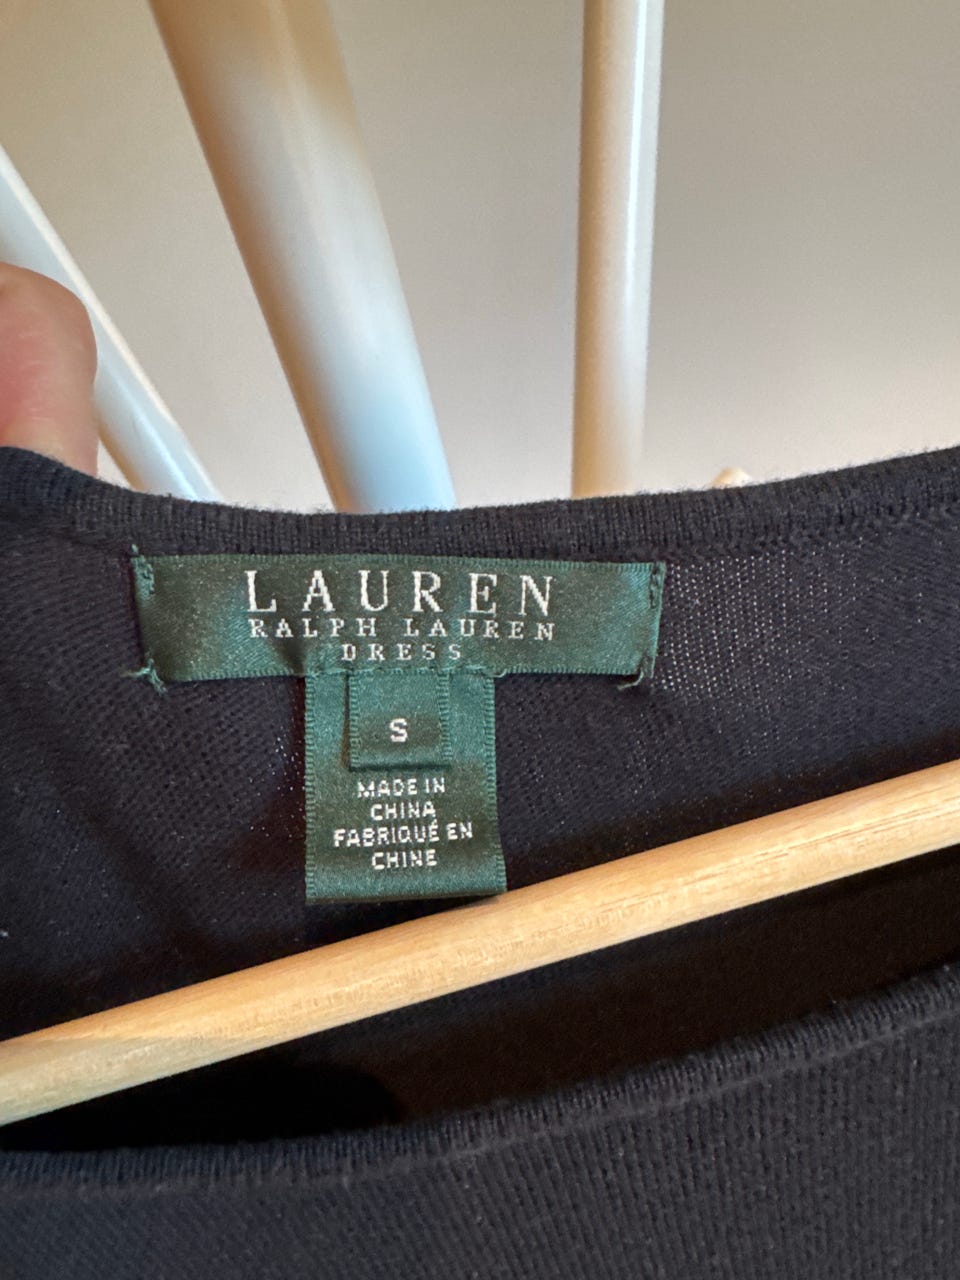 LAUREN
RALPH LAUREN
DRESS
S
MADE IN
CHINA
FABRIQUÉ EN
CHINE